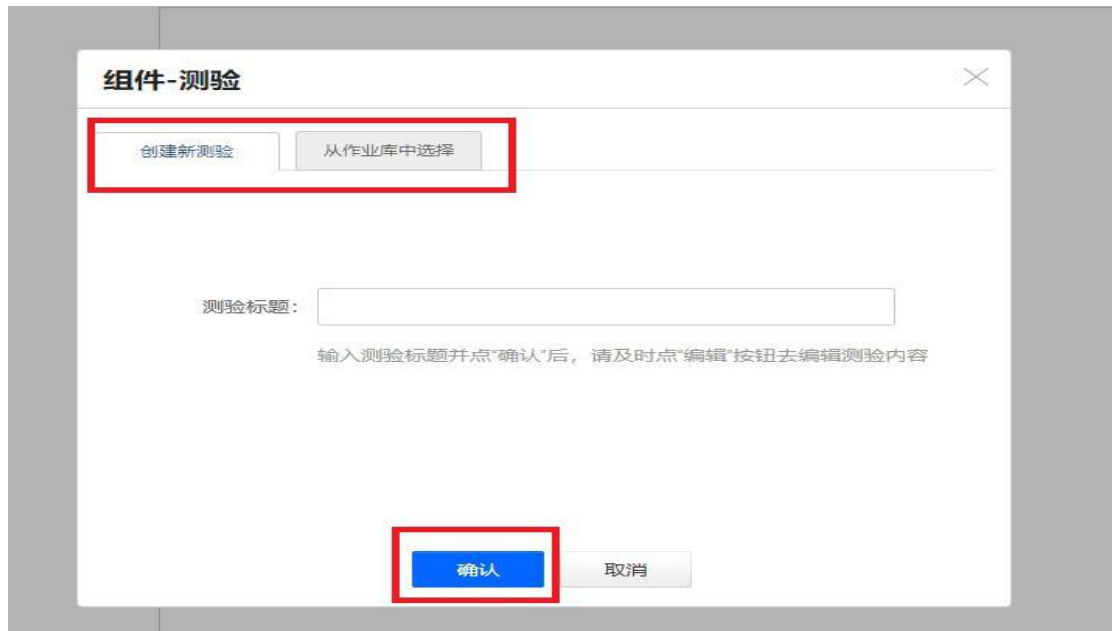 组件-测验
创建新测验 从作业库中选择
测验标题：
输入测验标题并点“确认”后，请及时点“编辑”按钮去编辑测验内容
确认 取消